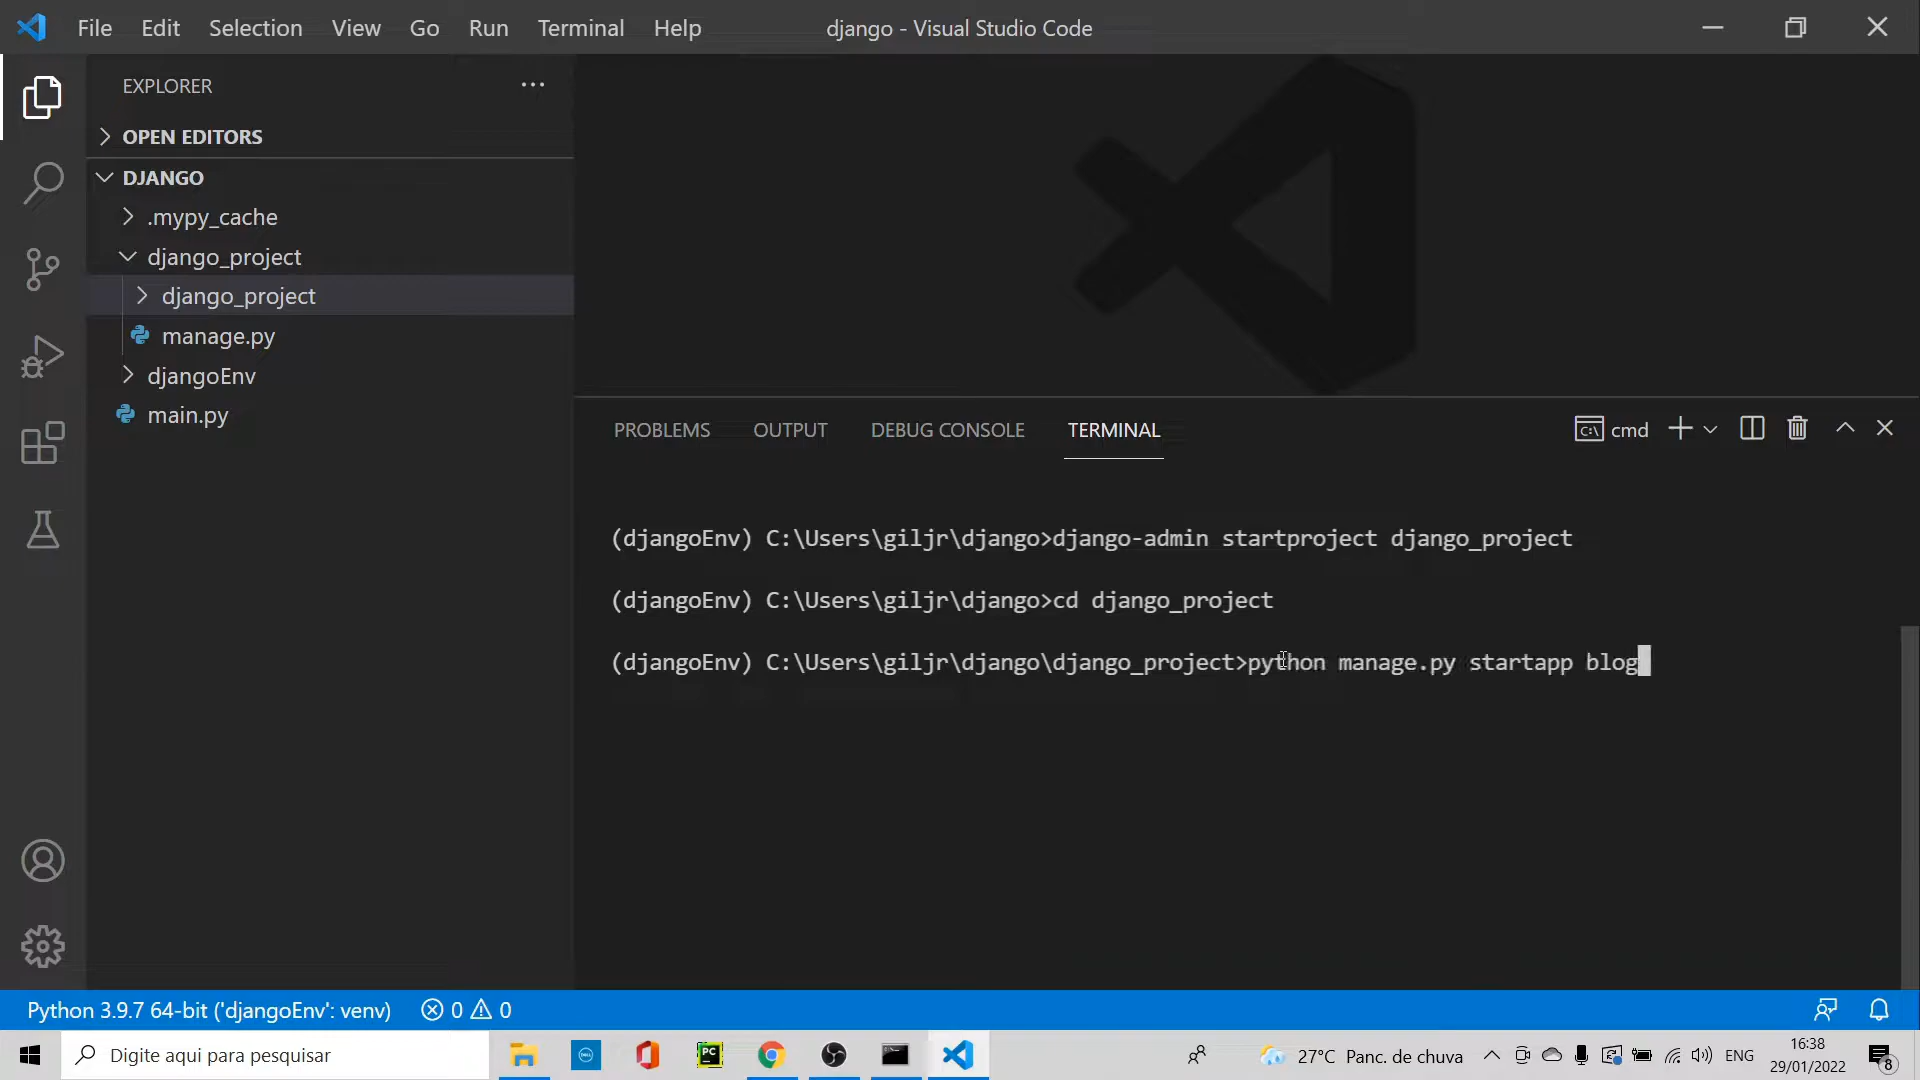 File Edit Selection View Go Run Terminal Help
django - Visual Studio Code
EXPLORER
OPEN EDITORS
DJANGO
.mypy_cache
django_project
django_project
manage.py
djangoEnv
main.py
PROBLEMS OUTPUT DEBUG CONSOLE TERMINAL
cmd
(djangoEnv) C:\Users\giljr\django>django-admin startproject django_project
(djangoEnv) C:\Users\giljr\django>cd django_project
(djangoEnv) C:\Users\giljr\django\django_project>python manage.py startapp blog
Python 3.9.7 64-bit ('djangoEnv': venv) 0 0
Digite aqui para pesquisar
DELL
PC
27°C Panc. de chuva
ENG
16:38
29/01/2022
8